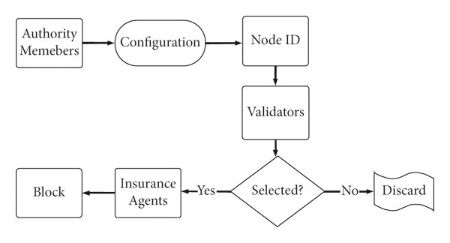 Authority
Memebers
Configuration
Node ID
Validators
Selected?
Yes
No
Insurance
Agents
Block
Discard